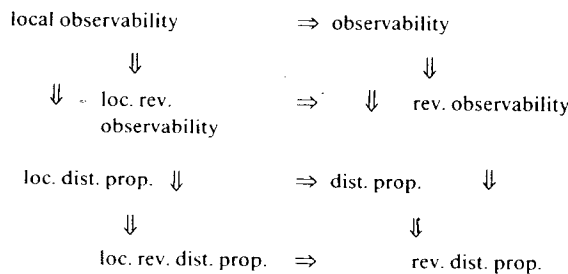 local observability ⇒ observability
⇓ ⇓
⇓ loc. rev. ⇒ ⇓ rev. observability
observability
loc. dist. prop. ⇓ ⇒ dist. prop. ⇓
⇓ ⇓
loc. rev. dist. prop. ⇒ rev. dist. prop.